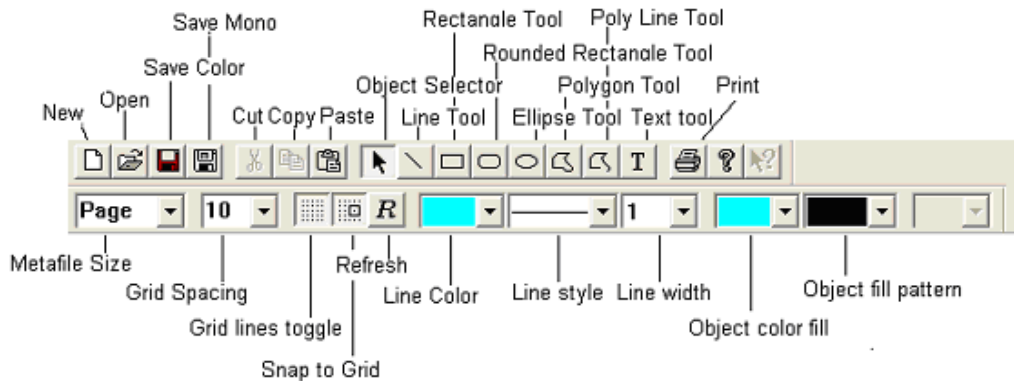 Save Mono
Rectangle Tool
Poly Line Tool
Save Color
Rounded Rectangle Tool
Object Selector
Polygon Tool
Print
New
Open
Cut Copy Paste
Line Tool
Ellipse Tool
Text tool
T
?
?
Page
10
R
1
Metafile Size
Refresh
Grid Spacing
Line Color
Line style
Line width
Object fill pattern
Grid lines toggle
Object color fill
Snap to Grid